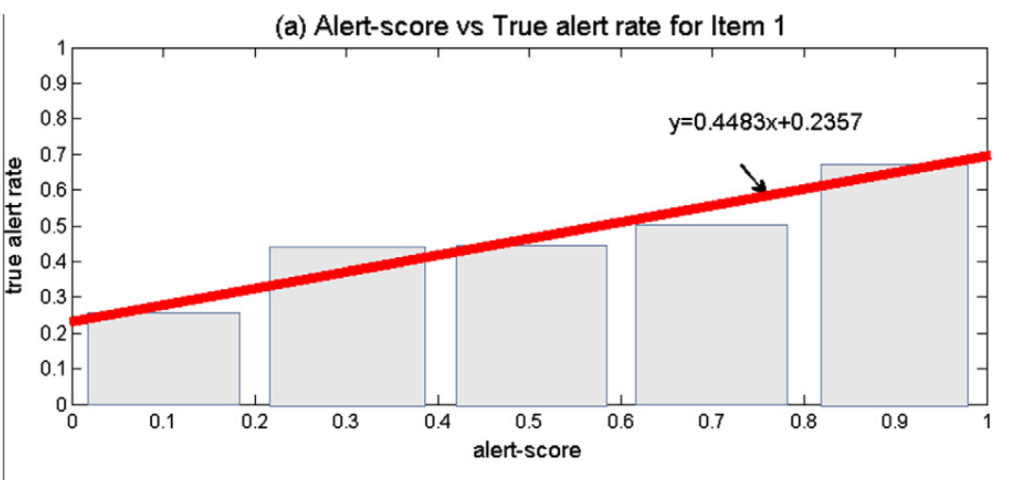 (a) Alert-score vs True alert rate for Item 1
1
0.9
0.8
0.7
0.6
0.5
0.4
0.3
0.2
0.1
0
true alert rate
y=0.4483x+0.2357
0 0.1 0.2 0.3 0.4 0.5 0.6 0.7 0.8 0.9 1
alert-score